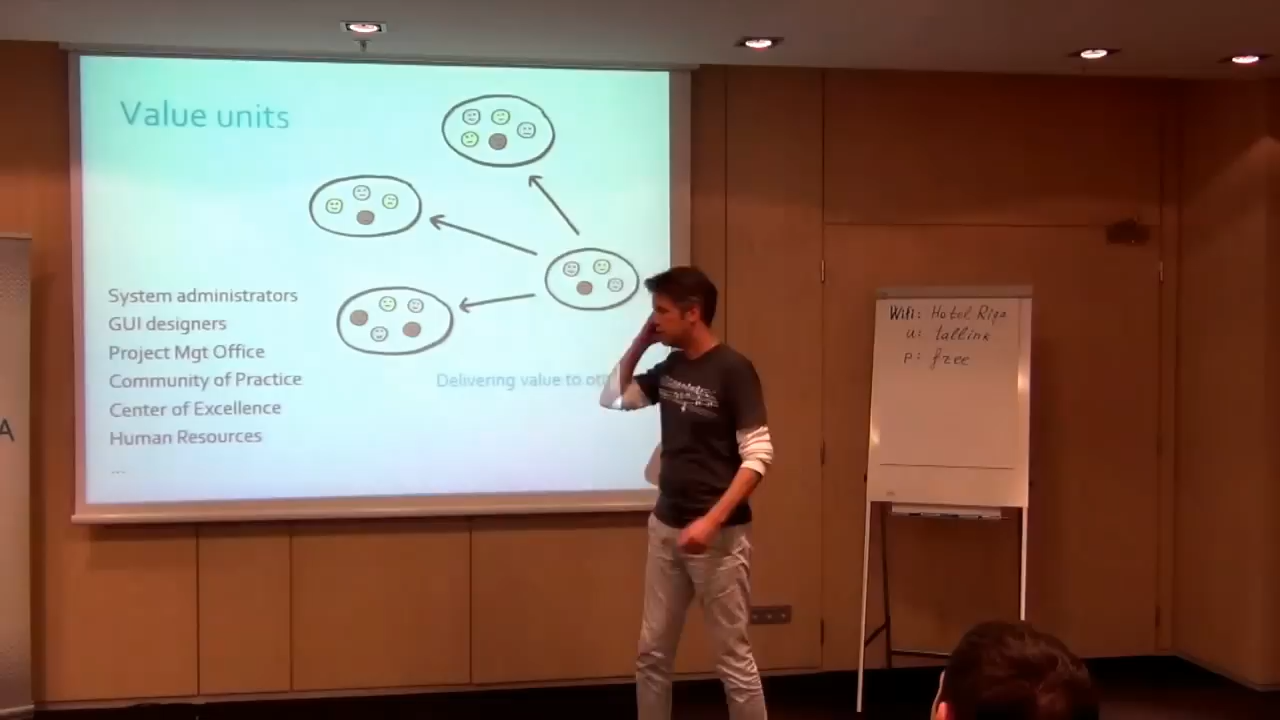 Value units
System administrators
GUI designers
Project Mgt Office
Community of Practice
Center of Excellence
Human Resources
...
Delivering value to
Wifi: Hotel Riga
u: tallink
p: free
A